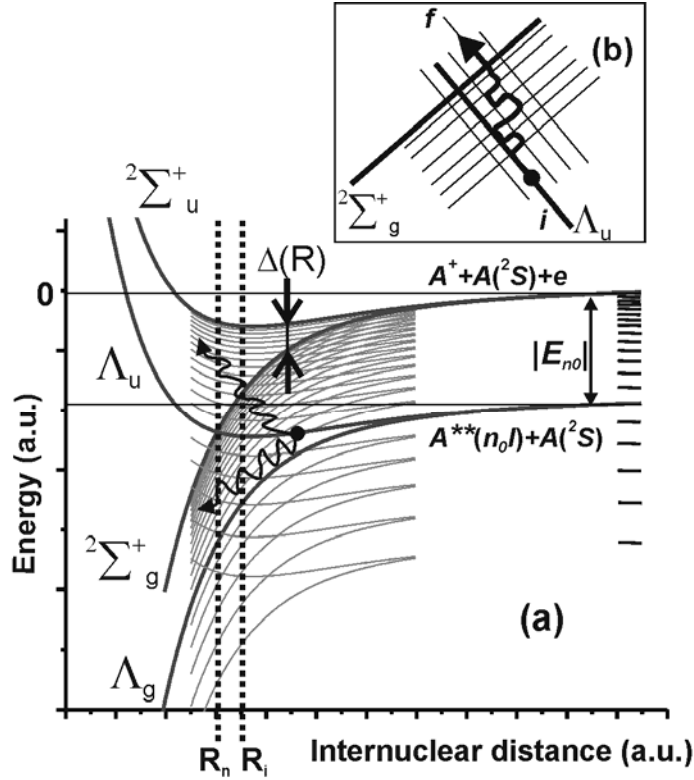 f
(b)
²Σ⁺g
i
Λu
²Σ⁺u
Δ(R)
A⁺+A(²S)+e
0
Λu
|En0|
A**(n₀l)+A(²S)
Energy (a.u.)
²Σ⁺g
(a)
Λg
Rn Ri
Internuclear distance (a.u.)